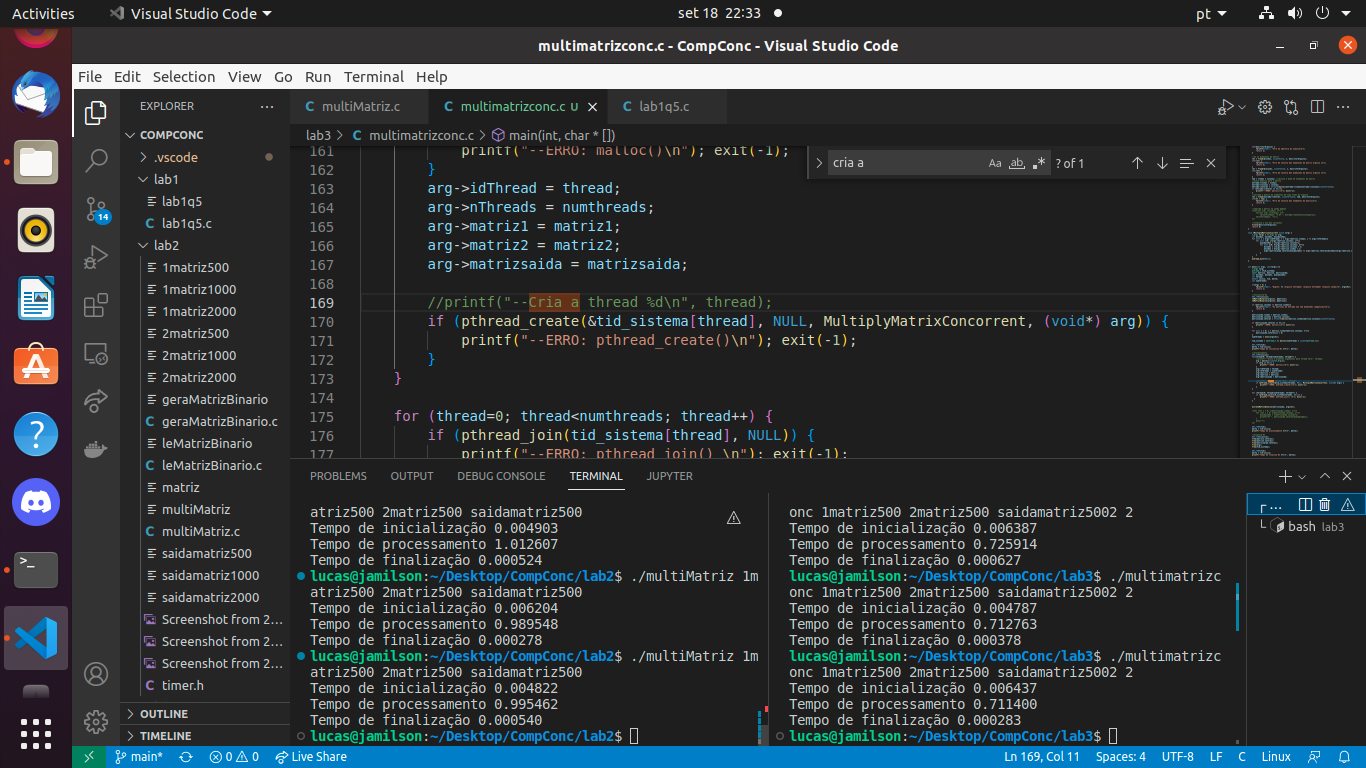 Activities
Visual Studio Code
set 18 22:33
pt
multimatrizconc.c - CompConc - Visual Studio Code
File Edit Selection View Go Run Terminal Help
EXPLORER
COMPCONC
.vscode
lab1
lab1q5
lab1q5.c
lab2
1matriz500
1matriz1000
1matriz2000
2matriz500
2matriz1000
2matriz2000
geraMatrizBinario
geraMatrizBinario.c
leMatrizBinario
leMatrizBinario.c
matriz
multiMatriz
multiMatriz.c
saidamatriz500
saidamatriz1000
saidamatriz2000
Screenshot from 2...
Screenshot from 2...
Screenshot from 2...
timer.h
OUTLINE
TIMELINE
14
multiMatriz.c
multimatrizconc.c U
lab1q5.c
lab3 > C multimatrizconc.c > main(int, char * [])
cria a
Aa ab .*
? of 1
161 printf("--ERRO: malloc()\n"); exit(-1);
162 }
163 arg->idThread = thread;
164 arg->nThreads = numthreads;
165 arg->matriz1 = matriz1;
166 arg->matriz2 = matriz2;
167 arg->matrizsaida = matrizsaida;
168
169 //printf("--Cria a thread %d\n", thread);
170 if (pthread_create(&tid_sistema[thread], NULL, MultiplyMatrixConcorrent, (void*) arg)) {
171 printf("--ERRO: pthread_create()\n"); exit(-1);
172 }
173 }
174
175 for (thread=0; thread<numthreads; thread++) {
176 if (pthread_join(tid_sistema[thread], NULL)) {
177 printf("--ERRO: pthread_join() \n"); exit(-1);
PROBLEMS OUTPUT DEBUG CONSOLE TERMINAL JUPYTER
atriz500 2matriz500 saidamatriz500
Tempo de inicialização 0.004903
Tempo de processamento 1.012607
Tempo de finalização 0.000524
lucas@jamilson:~/Desktop/CompConc/lab2$ ./multiMatriz 1m
atriz500 2matriz500 saidamatriz500
Tempo de inicialização 0.006204
Tempo de processamento 0.989548
Tempo de finalização 0.000278
lucas@jamilson:~/Desktop/CompConc/lab2$ ./multiMatriz 1m
atriz500 2matriz500 saidamatriz500
Tempo de inicialização 0.004822
Tempo de processamento 0.995462
Tempo de finalização 0.000540
lucas@jamilson:~/Desktop/CompConc/lab2$
onc 1matriz500 2matriz500 saidamatriz5002 2
Tempo de inicialização 0.006387
Tempo de processamento 0.725914
Tempo de finalização 0.000627
lucas@jamilson:~/Desktop/CompConc/lab3$ ./multimatrizc
onc 1matriz500 2matriz500 saidamatriz5002 2
Tempo de inicialização 0.004787
Tempo de processamento 0.712763
Tempo de finalização 0.000378
lucas@jamilson:~/Desktop/CompConc/lab3$ ./multimatrizc
onc 1matriz500 2matriz500 saidamatriz5002 2
Tempo de inicialização 0.006437
Tempo de processamento 0.711400
Tempo de finalização 0.000283
lucas@jamilson:~/Desktop/CompConc/lab3$
bash lab3
main*
0 0
Live Share
Ln 169, Col 11
Spaces: 4
UTF-8
LF
C
Linux